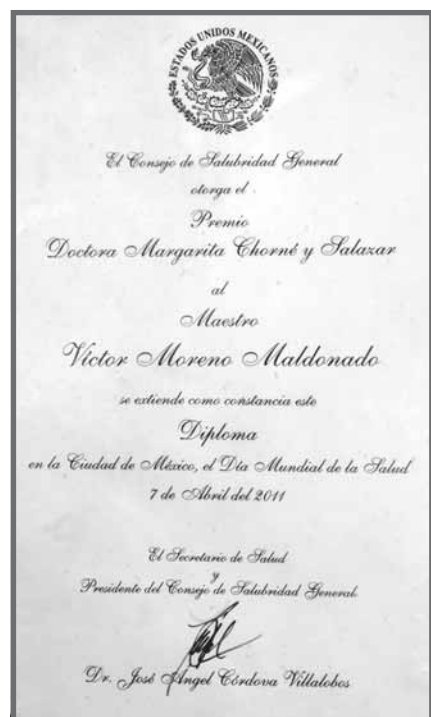 ESTADOS UNIDOS MEXICANOS
El Consejo de Salubridad General
otorga el
Premio
Doctora Margarita Chorné y Salazar
al
Maestro
Víctor Moreno Maldonado
se extiende como constancia este
Diploma
en la Ciudad de México, el Día Mundial de la Salud
7 de Abril del 2011
El Secretario de Salud
y
Presidente del Consejo de Salubridad General
Dr. José Angel Córdova Villalobos